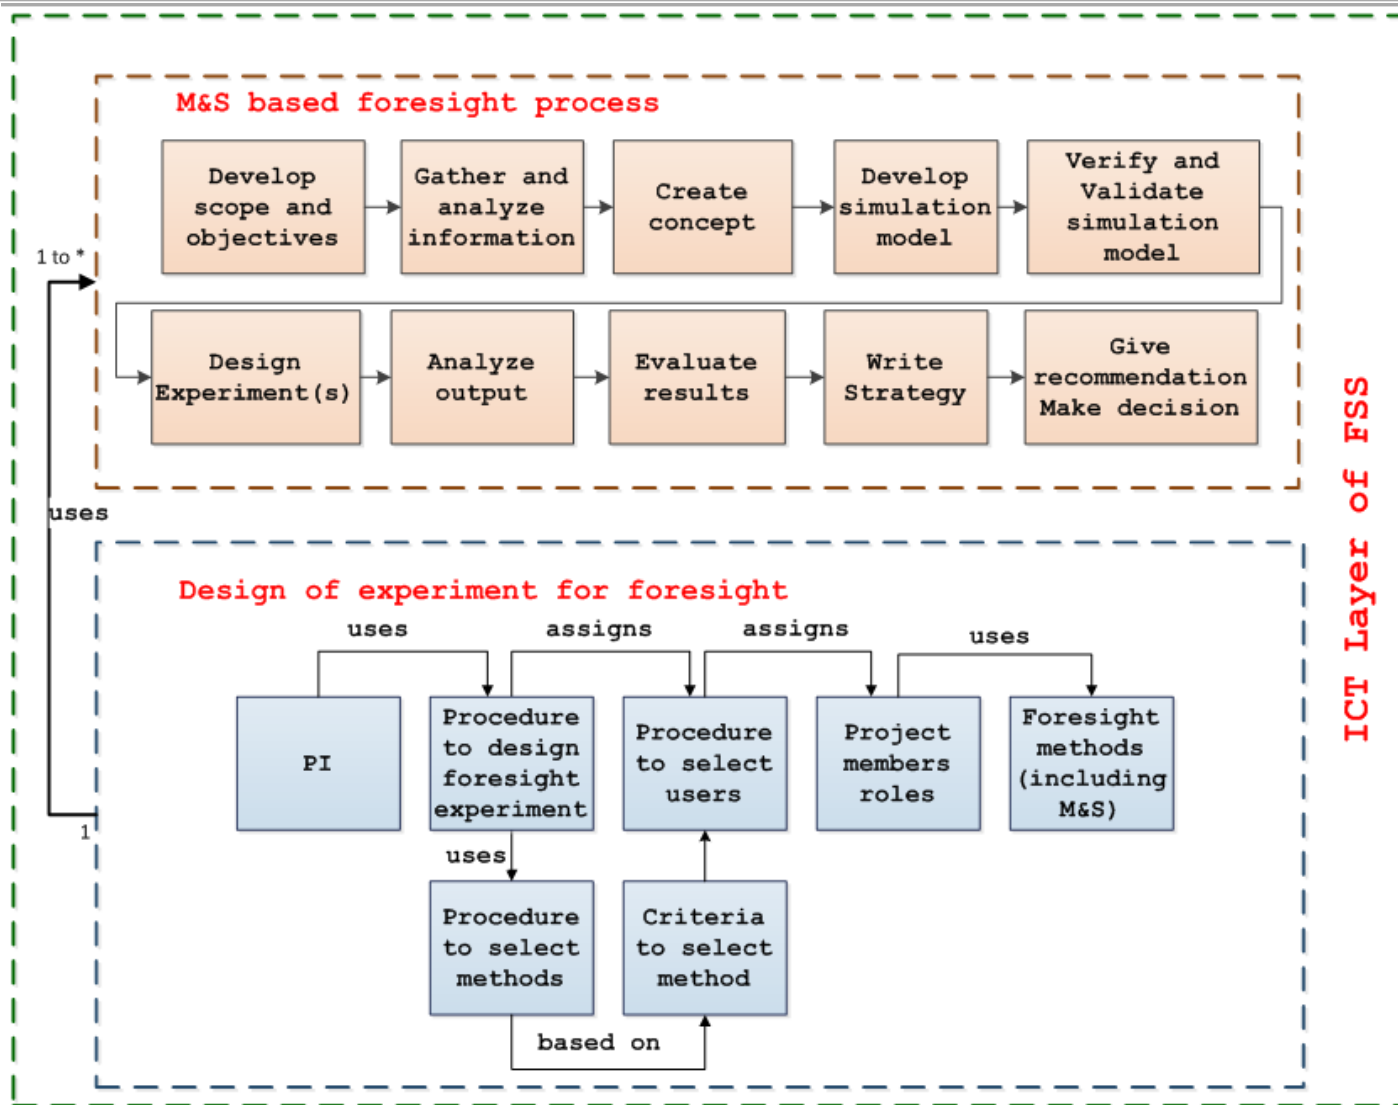 M&S based foresight process
Develop
scope and
objectives
Gather and
analyze
information
Create
concept
Develop
simulation
model
Verify and
Validate
simulation
model
1 to *
Design
Experiment(s)
Analyze
output
Evaluate
results
Write
Strategy
Give
recommendation
Make decision
uses
ICT Layer of FSS
Design of experiment for foresight
uses
assigns
assigns
uses
PI
Procedure
to design
foresight
experiment
Procedure
to select
users
Project
members
roles
Foresight
methods
(including
M&S)
1
uses
Procedure
to select
methods
Criteria
to select
method
based on